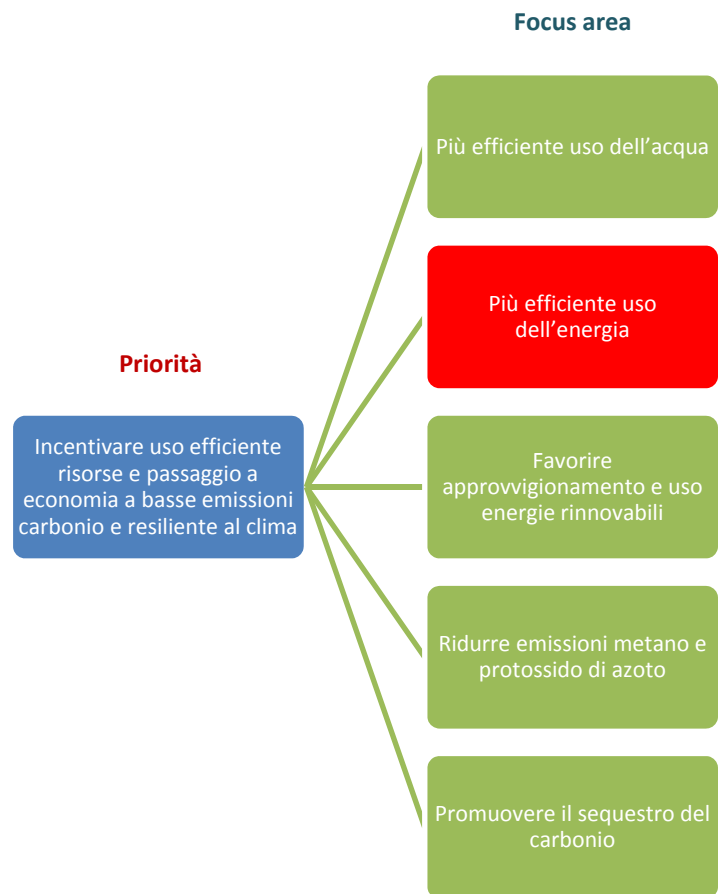 Focus area
Più efficiente uso dell’acqua
Più efficiente uso
dell’energia
Priorità
Incentivare uso efficiente
risorse e passaggio a
economia a basse emissioni
carbonio e resiliente al clima
Favorire
approvvigionamento e uso
energie rinnovabili
Ridurre emissioni metano e
protossido di azoto
Promuovere il sequestro del
carbonio